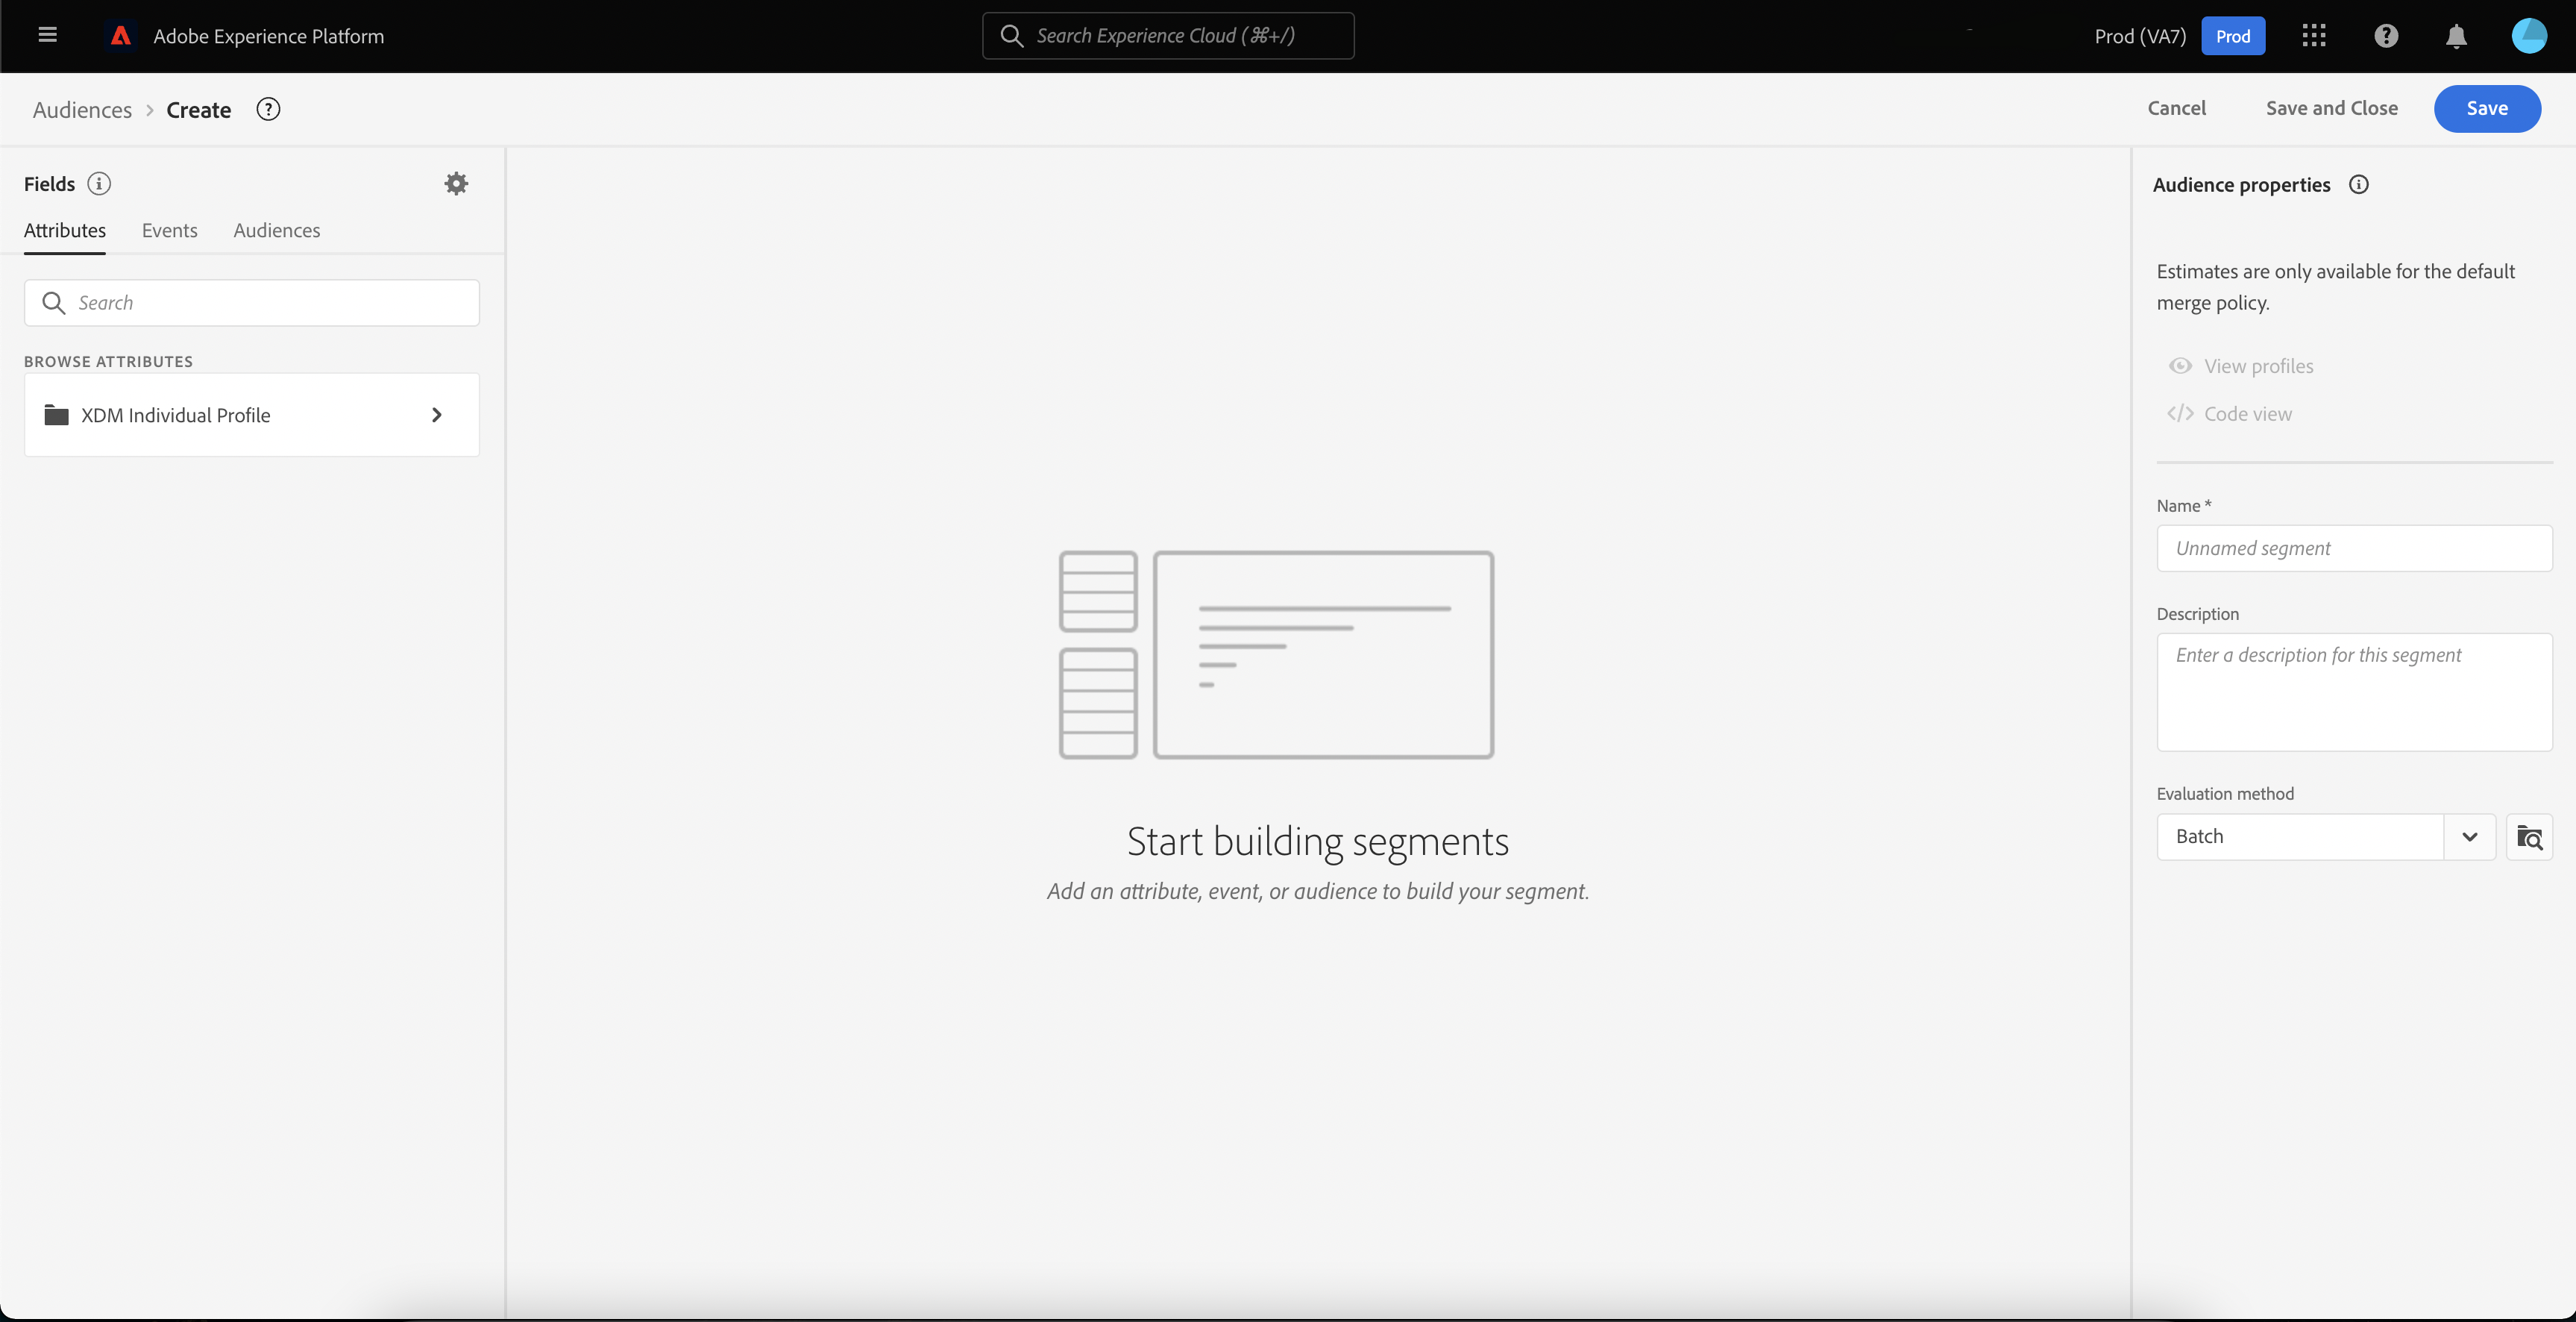 Adobe Experience Platform
Search Experience Cloud (⌘+/)
Prod (VA7)
Prod
Audiences > Create
Cancel
Save and Close
Save
Fields
Attributes
Events
Audiences
Search
BROWSE ATTRIBUTES
XDM Individual Profile
Start building segments
Add an attribute, event, or audience to build your segment.
Audience properties
Estimates are only available for the default
merge policy.
View profiles
</> Code view
Name *
Unnamed segment
Description
Enter a description for this segment
Evaluation method
Batch